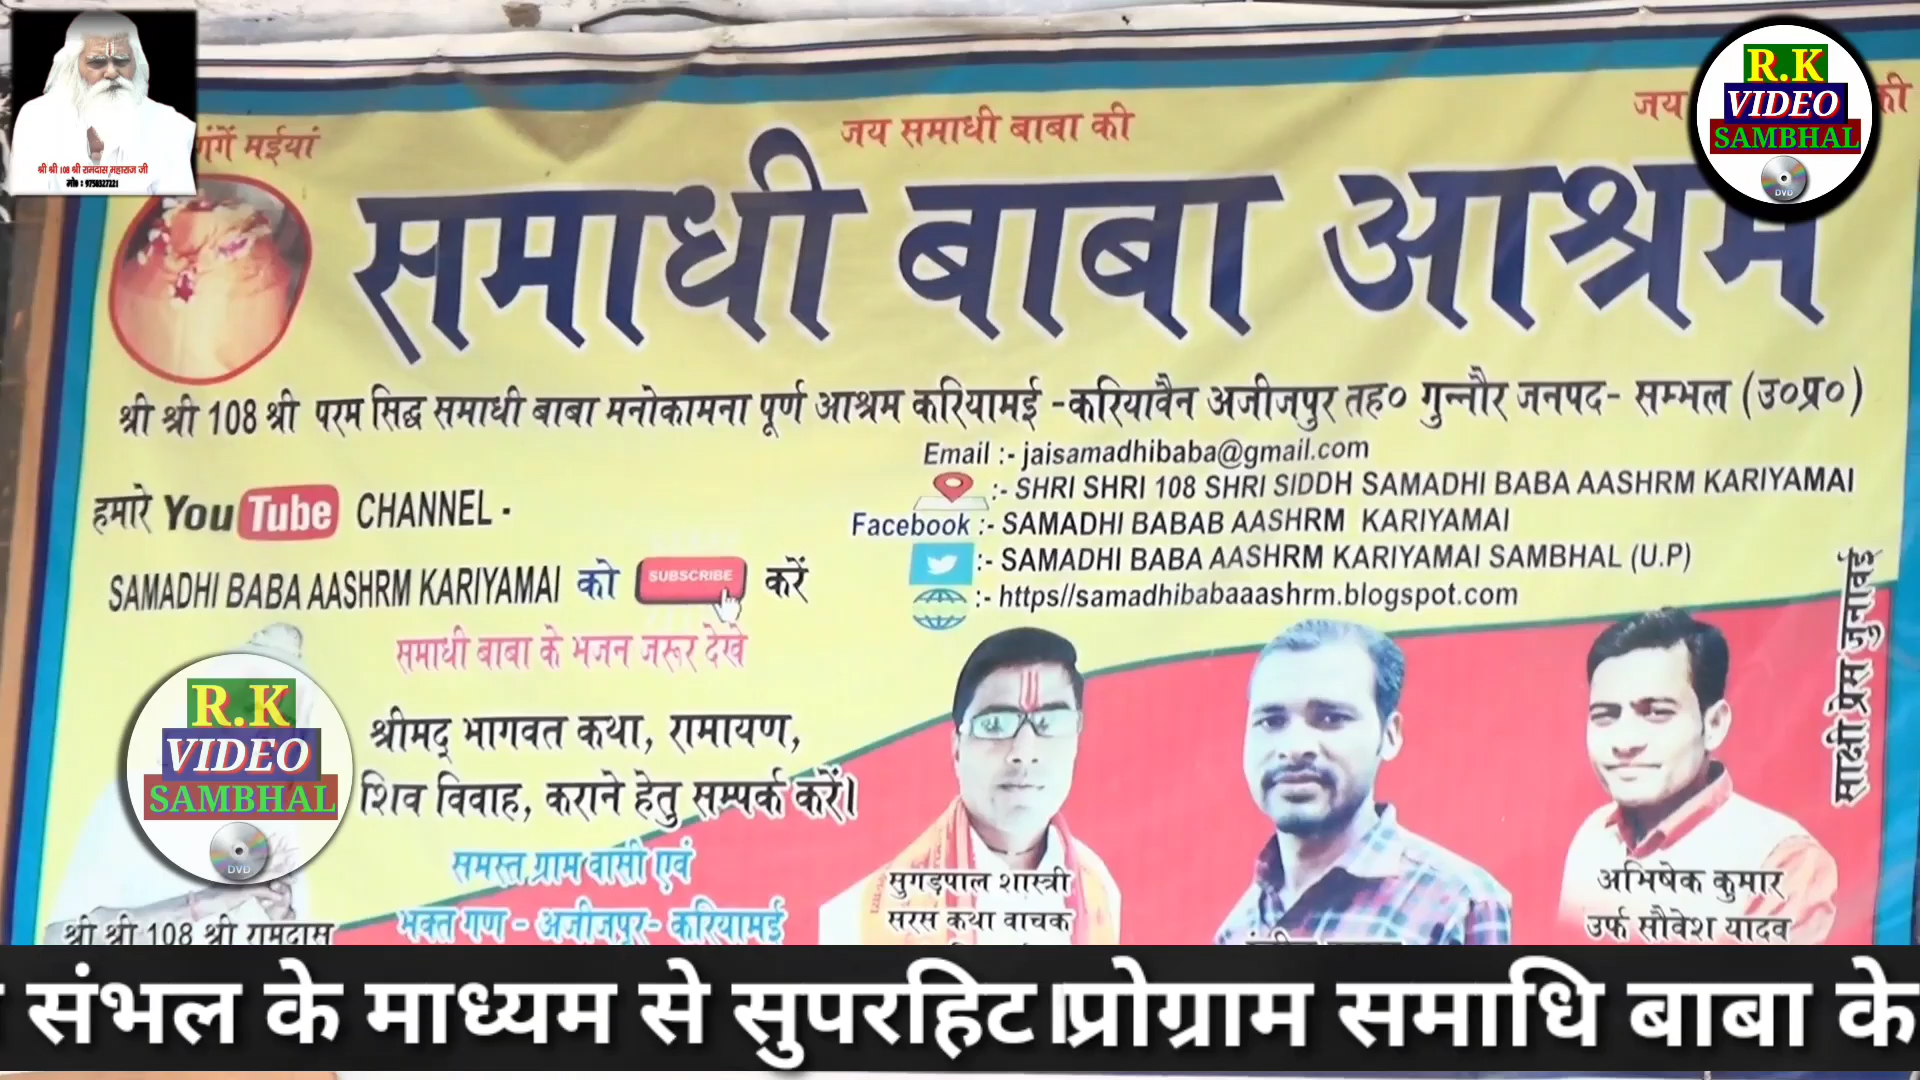 श्री श्री 108 श्री रामदास महाराज जी
मो० : 9758327221
गंगें मईयां
जय समाधी बाबा की
जय
की
R.K
VIDEO
SAMBHAL
DVD
समाधी बाबा आश्रम
श्री श्री 108 श्री परम सिद्ध समाधी बाबा मनोकामना पूर्ण आश्रम करियामई -करियावैन अजीजपुर तह० गुन्नौर जनपद- सम्भल (उ०प्र०)
Email :- jaisamadhibaba@gmail.com
:- SHRI SHRI 108 SHRI SIDDH SAMADHI BABA AASHRM KARIYAMAI
Facebook :- SAMADHI BABAB AASHRM KARIYAMAI
:- SAMADHI BABA AASHRM KARIYAMAI SAMBHAL (U.P)
:- https//samadhibabaaashrm.blogspot.com
हमारे YouTube CHANNEL -
SAMADHI BABA AASHRM KARIYAMAI को SUBSCRIBE करें
समाधी बाबा के भजन जरूर देखे
श्रीमद् भागवत कथा, रामायण,
शिव विवाह, कराने हेतु सम्पर्क करें।
समस्त ग्राम वासी एवं
भक्त गण - अजीजपुर- करियामई
R.K
VIDEO
SAMBHAL
DVD
श्री श्री 108 श्री रामदास
सुगड़पाल शास्त्री
सरस कथा वाचक
अभिषेक कुमार
उर्फ सौवेश यादव
साक्षी प्रेस जुनावई
संभल के माध्यम से सुपरहिट।प्रोग्राम समाधि बाबा के